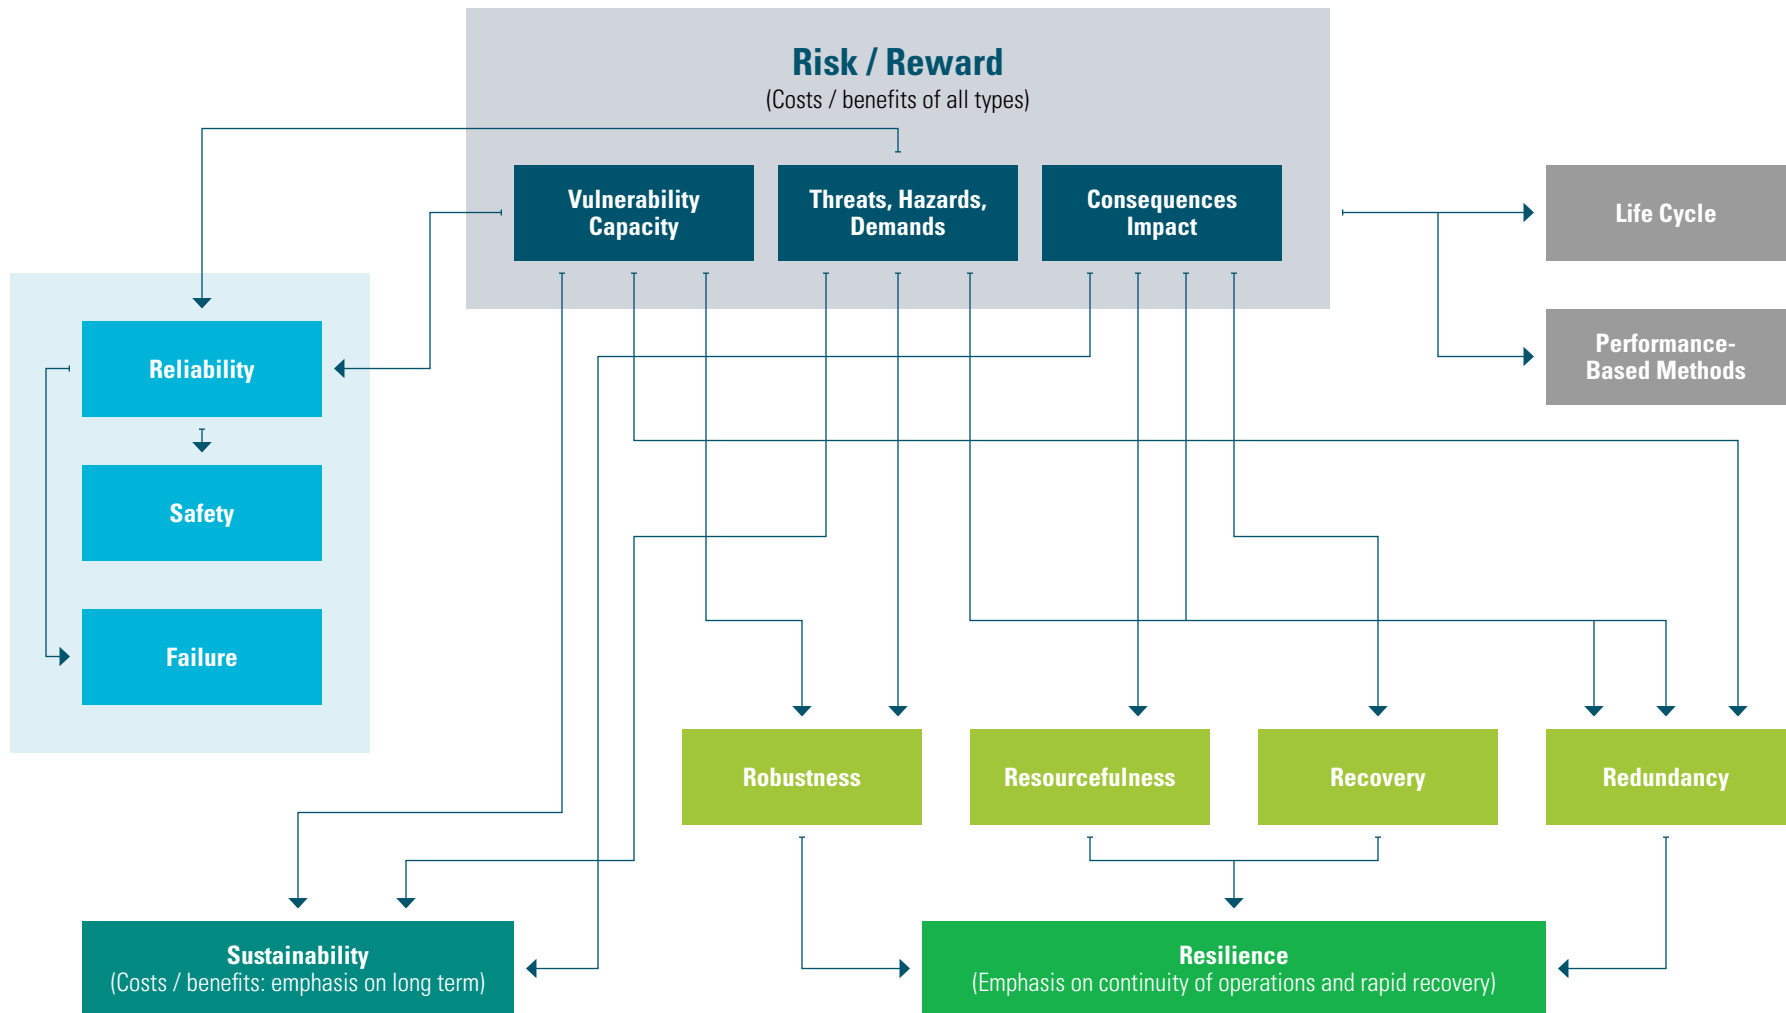 Risk / Reward
(Costs / benefits of all types)
Vulnerability
Capacity
Threats, Hazards,
Demands
Consequences
Impact
Life Cycle
Performance-
Based Methods
Reliability
Safety
Failure
Robustness
Resourcefulness
Recovery
Redundancy
Sustainability
(Costs / benefits: emphasis on long term)
Resilience
(Emphasis on continuity of operations and rapid recovery)